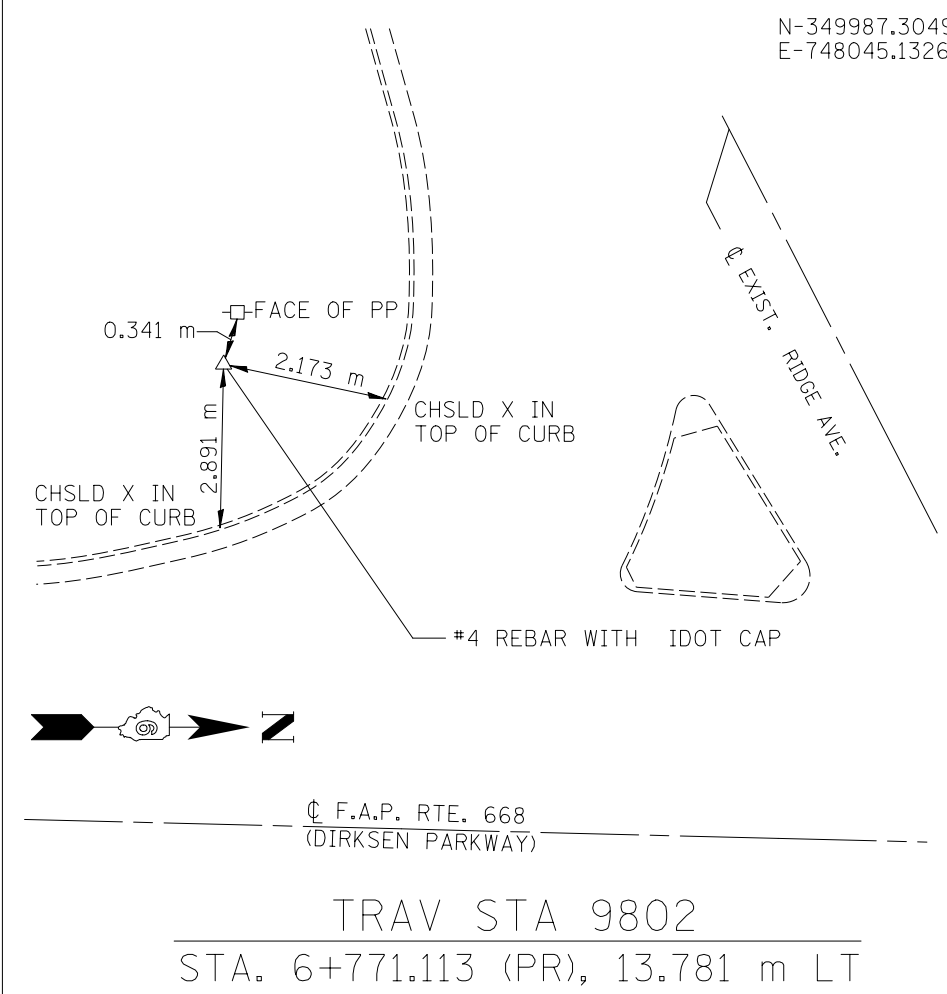 N-349987.3049
E-748045.1326
FACE OF PP
0.341 m
2.173 m
CHSLD X IN
TOP OF CURB
2.891 m
CHSLD X IN
TOP OF CURB
℄ EXIST. RIDGE AVE.
#4 REBAR WITH IDOT CAP
6
N
℄ F.A.P. RTE. 668
(DIRKSEN PARKWAY)
TRAV STA 9802
STA. 6+771.113 (PR), 13.781 m LT